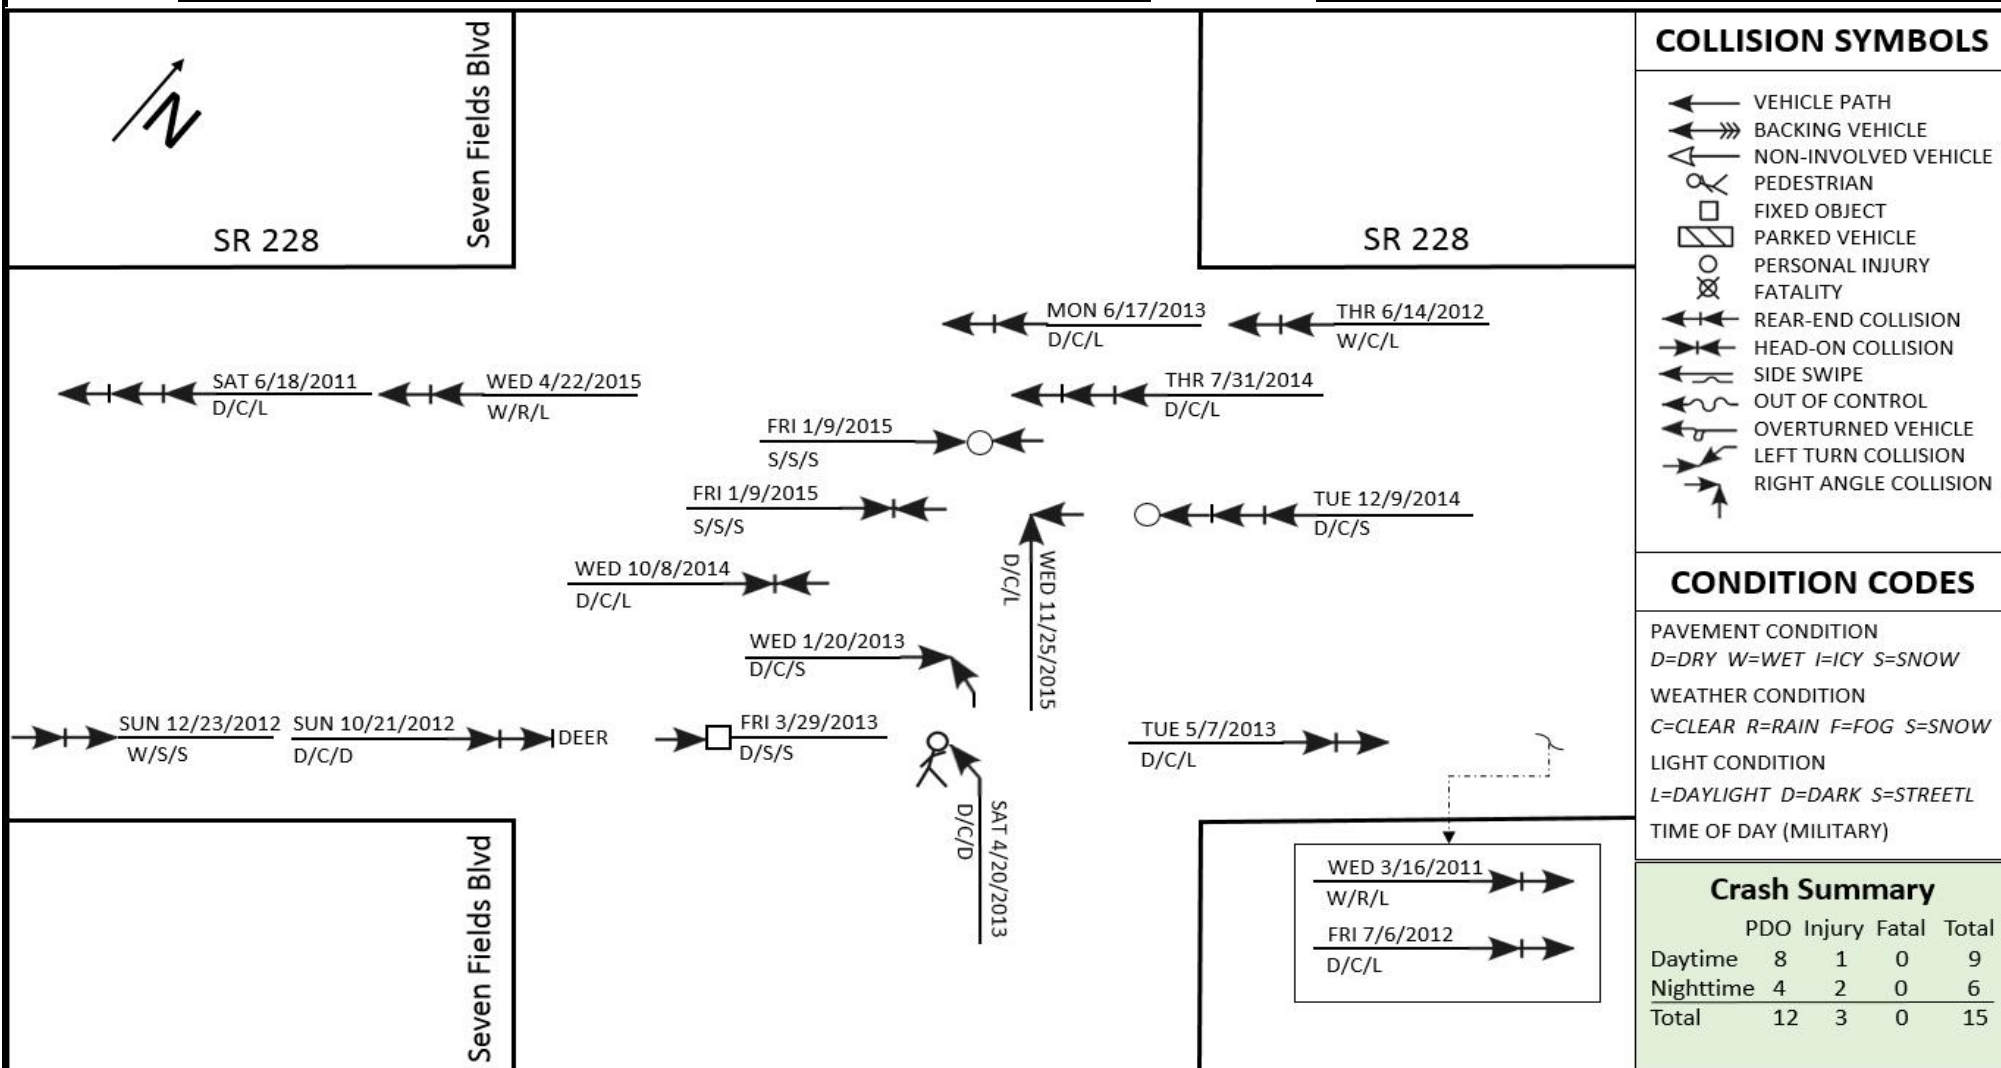 Seven Fields Blvd
N
SR 228
SR 228
MON 6/17/2013
D/C/L
THR 6/14/2012
W/C/L
SAT 6/18/2011
D/C/L
WED 4/22/2015
W/R/L
THR 7/31/2014
D/C/L
FRI 1/9/2015
S/S/S
FRI 1/9/2015
S/S/S
TUE 12/9/2014
D/C/S
WED 10/8/2014
D/C/L
WED 11/25/2015
D/C/L
WED 1/20/2013
D/C/S
SUN 12/23/2012
W/S/S
SUN 10/21/2012
D/C/D
DEER
FRI 3/29/2013
D/S/S
TUE 5/7/2013
D/C/L
SAT 4/20/2013
D/C/D
Seven Fields Blvd
WED 3/16/2011
W/R/L
FRI 7/6/2012
D/C/L
COLLISION SYMBOLS
VEHICLE PATH
BACKING VEHICLE
NON-INVOLVED VEHICLE
PEDESTRIAN
FIXED OBJECT
PARKED VEHICLE
PERSONAL INJURY
FATALITY
REAR-END COLLISION
HEAD-ON COLLISION
SIDE SWIPE
OUT OF CONTROL
OVERTURNED VEHICLE
LEFT TURN COLLISION
RIGHT ANGLE COLLISION
CONDITION CODES
PAVEMENT CONDITION
D=DRY W=WET I=ICY S=SNOW
WEATHER CONDITION
C=CLEAR R=RAIN F=FOG S=SNOW
LIGHT CONDITION
L=DAYLIGHT D=DARK S=STREETL
TIME OF DAY (MILITARY)
Crash Summary
PDO Injury Fatal Total
Daytime 8 1 0 9
Nighttime 4 2 0 6
Total 12 3 0 15